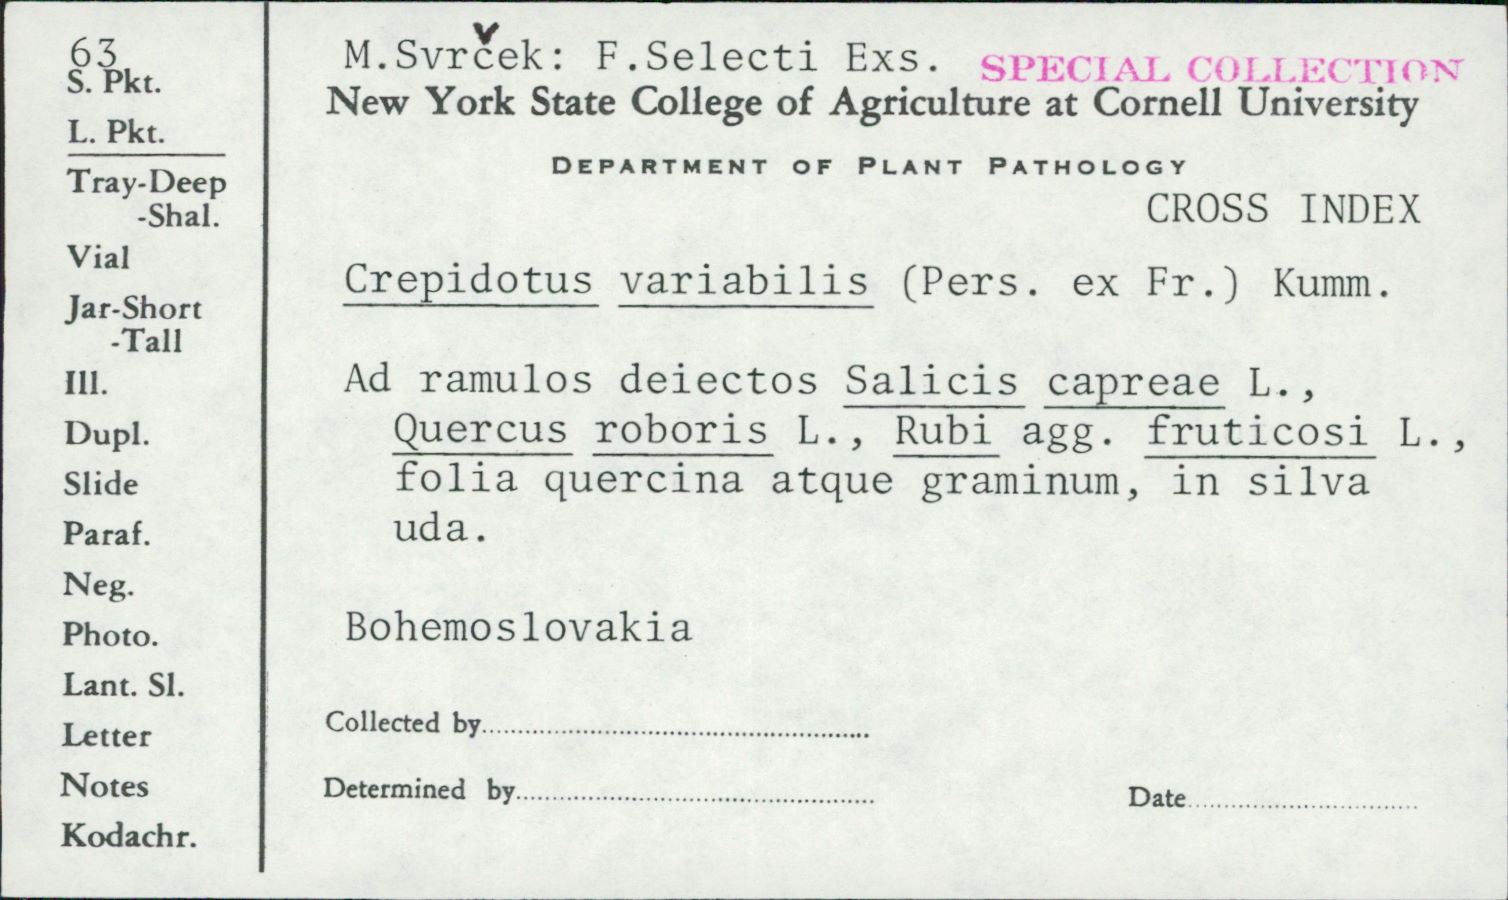 63
S. Pkt.
L. Pkt.
Tray-Deep
-Shal.
Vial
Jar-Short
-Tall
Ill.
Dupl.
Slide
Paraf.
Neg.
Photo.
Lant. Sl.
Letter
Notes
Kodachr.
M.Svrček: F.Selecti Exs. SPECIAL COLLECTION
New York State College of Agriculture at Cornell University
DEPARTMENT OF PLANT PATHOLOGY
CROSS INDEX
Crepidotus variabilis (Pers. ex Fr.) Kumm.
Ad ramulos deiectos Salicis capreae L.,
Quercus roboris L., Rubi agg. fruticosi L.,
folia quercina atque graminum, in silva
uda.
Bohemoslovakia
Collected by
Determined by
Date